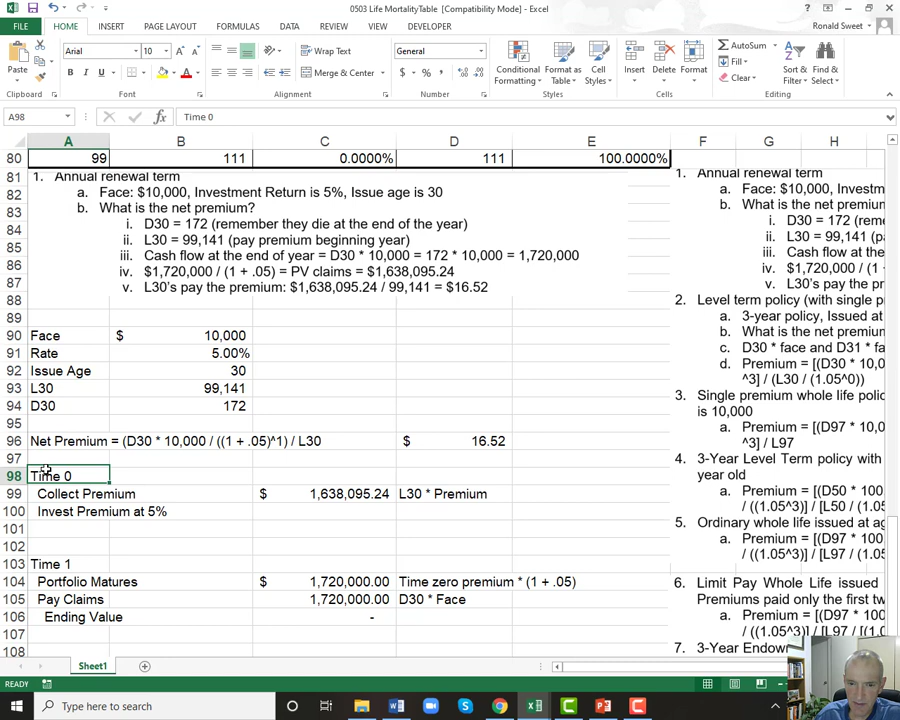 0503 Life MortalityTable [Compatibility Mode] - Excel
FILE HOME INSERT PAGE LAYOUT FORMULAS DATA REVIEW VIEW DEVELOPER Ronald Sweet
Paste
Arial 10
Wrap Text
General
Merge & Center
Conditional Formatting
Format as Table
Cell Styles
Insert Delete Format
AutoSum
Fill
Clear
Sort & Filter
Find & Select
Clipboard Font Alignment Number Styles Cells Editing
A98 Time 0
A B C D E F G H
80 99 111 0.0000% 111 100.0000%
81 1. Annual renewal term
82 a. Face: $10,000, Investment Return is 5%, Issue age is 30
83 b. What is the net premium?
84 i. D30 = 172 (remember they die at the end of the year)
85 ii. L30 = 99,141 (pay premium beginning year)
86 iii. Cash flow at the end of year = D30 * 10,000 = 172 * 10,000 = 1,720,000
87 iv. $1,720,000 / (1 + .05) = PV claims = $1,638,095.24
88 v. L30's pay the premium: $1,638,095.24 / 99,141 = $16.52
89
90 Face $ 10,000
91 Rate 5.00%
92 Issue Age 30
93 L30 99,141
94 D30 172
95
96 Net Premium = (D30 * 10,000 / ((1 + .05)^1) / L30 $ 16.52
97
98 Time 0
99 Collect Premium $ 1,638,095.24 L30 * Premium
100 Invest Premium at 5%
101
102
103 Time 1
104 Portfolio Matures $ 1,720,000.00 Time zero premium * (1 + .05)
105 Pay Claims 1,720,000.00 D30 * Face
106 Ending Value -
107
108
1. Annual renewal term
a. Face: $10,000, Investm
b. What is the net premium
i. D30 = 172 (reme
ii. L30 = 99,141 (pa
iii. Cash flow at the
iv. $1,720,000 / (1
v. L30's pay the pr
2. Level term policy (with single p
a. 3-year policy, Issued at
b. What is the net premium
c. D30 * face and D31 * fa
d. Premium = [(D30 * 10,0
^3] / (L30 / (1.05^0))
3. Single premium whole life polic
is 10,000
a. Premium = [(D97 * 100
^3] / L97
4. 3-Year Level Term policy with
year old
a. Premium = [(D50 * 100
/ ((1.05^3)] / [L50 / (1.0
5. Ordinary whole life issued at ag
a. Premium = [(D97 * 100
/ ((1.05^3)] / [L97 / (1.0
6. Limit Pay Whole Life issued
Premiums paid only the first tw
a. Premium = [(D97 * 100
/ ((1.05^3)] / [L97 / [(1.0
7. 3-Year Endown
Sheet1
READY
Type here to search